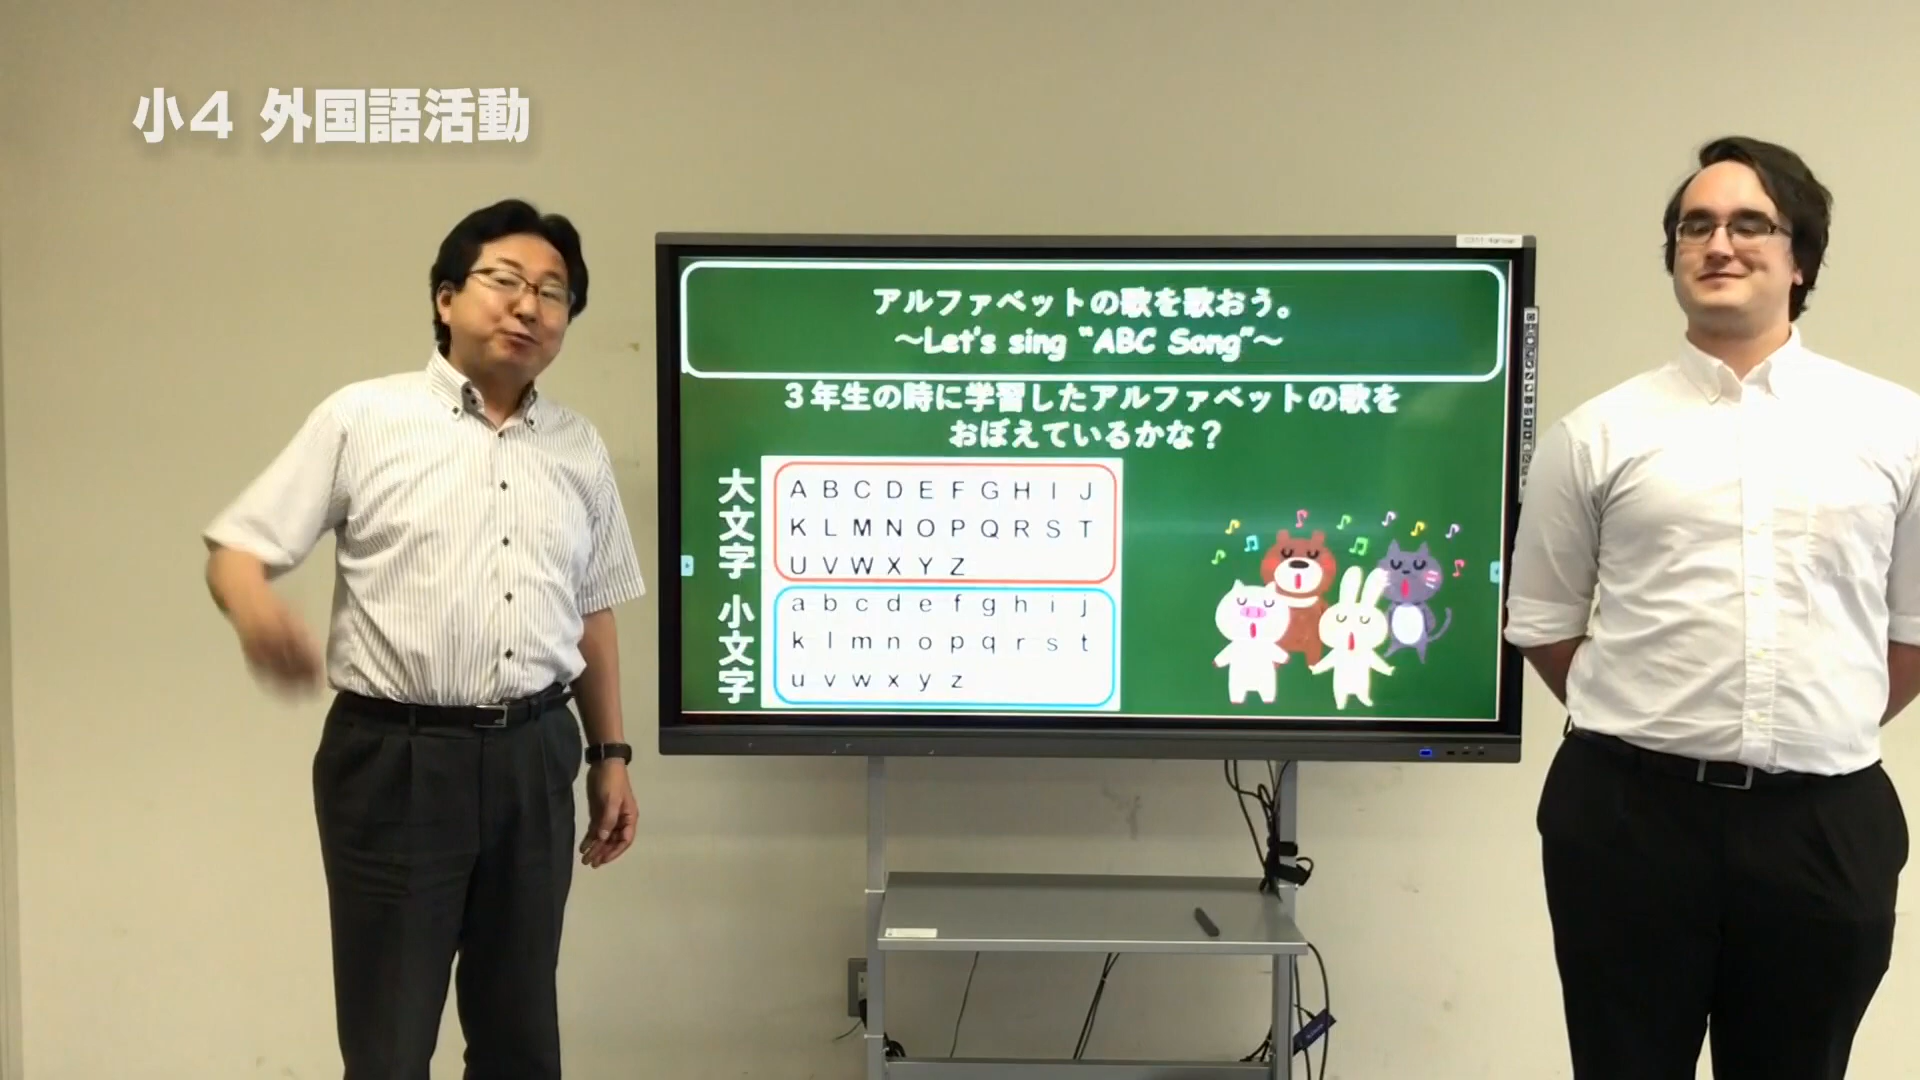 小4 外国語活動
アルファベットの歌を歌おう。
～Let's sing “ABC Song”～
３年生の時に学習したアルファベットの歌を
おぼえているかな？
大文字
A B C D E F G H I J
K L M N O P Q R S T
U V W X Y Z
小文字
a b c d e f g h i j
k l m n o p q r s t
u v w x y z